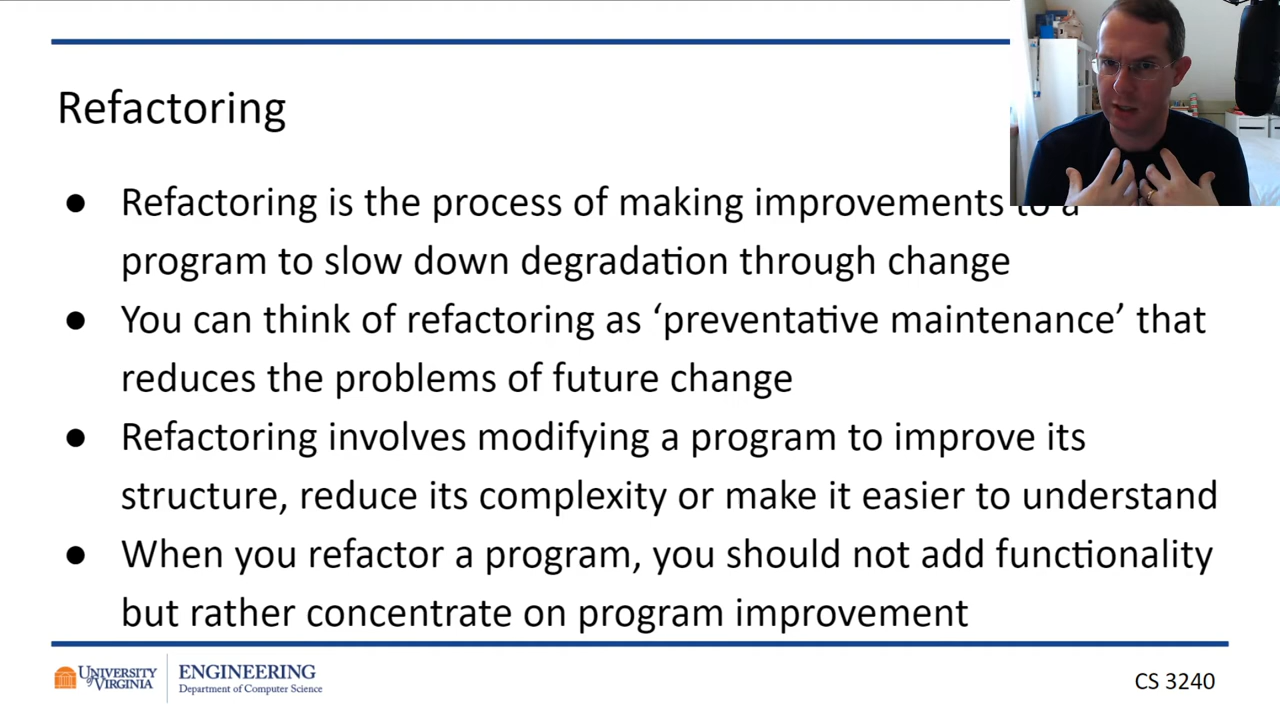 Refactoring
● Refactoring is the process of making improvements to a
program to slow down degradation through change
● You can think of refactoring as ‘preventative maintenance’ that
reduces the problems of future change
● Refactoring involves modifying a program to improve its
structure, reduce its complexity or make it easier to understand
● When you refactor a program, you should not add functionality
but rather concentrate on program improvement
UNIVERSITY of VIRGINIA
ENGINEERING
Department of Computer Science
CS 3240